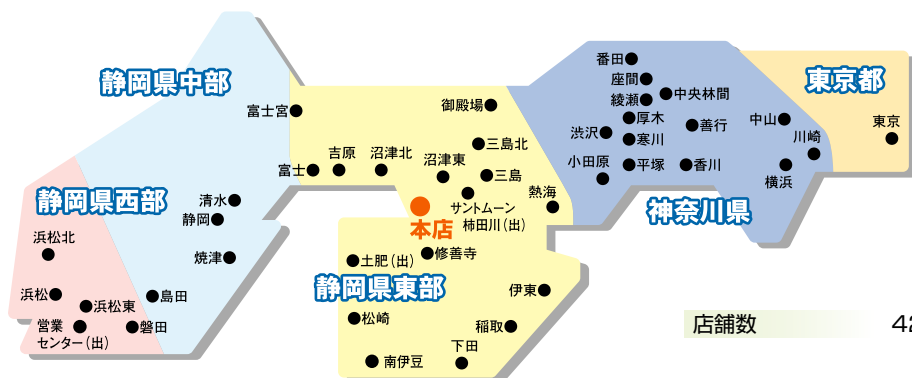 静岡県中部
静岡県西部
静岡県東部
神奈川県
東京都
浜松北
浜松
浜松東
営業
センター(出)
磐田
清水
静岡
焼津
島田
富士宮
富士
吉原
沼津北
沼津東
御殿場
三島北
三島
サントムーン
柿田川(出)
熱海
本店
土肥(出)
修善寺
伊東
松崎
稲取
南伊豆
下田
番田
座間
綾瀬
中央林間
厚木
渋沢
寒川
善行
小田原
平塚
香川
中山
川崎
横浜
東京
店舗数 42